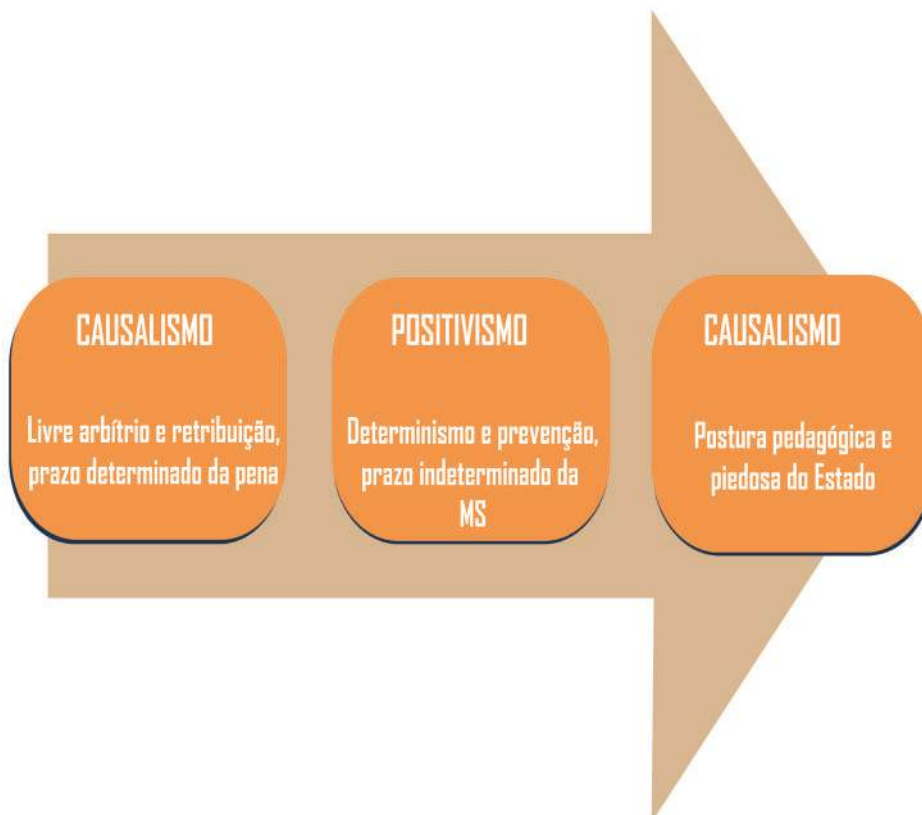 CAUSALISMO
Livre arbítrio e retribuição,
prazo determinado da pena
POSITIVISMO
Determinismo e prevenção,
prazo indeterminado da
MS
CAUSALISMO
Postura pedagógica e
piedosa do Estado